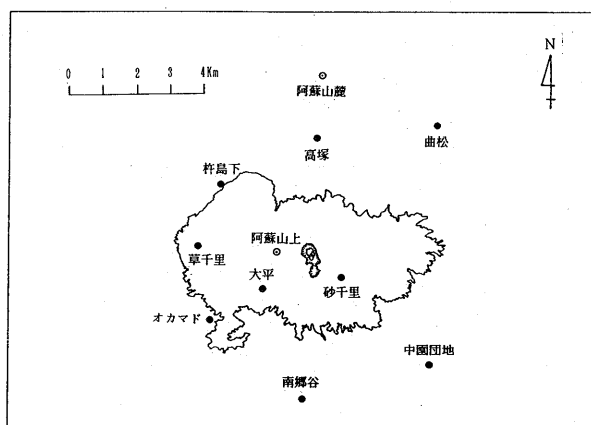 N
0 1 2 3 4Km
阿蘇山麓
高塚
曲松
杵島下
阿蘇山上
草千里
大平
砂千里
オカマド
中園団地
南郷谷